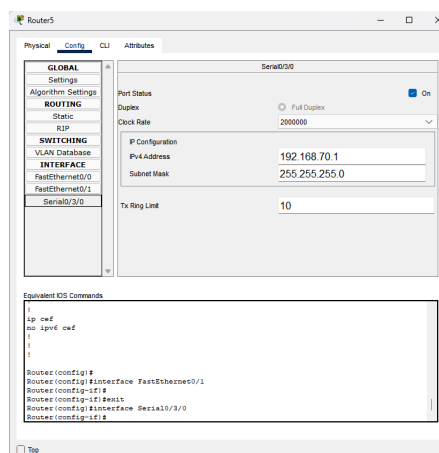 Router5
Physical Config CLI Attributes
GLOBAL
Settings
Algorithm Settings
ROUTING
Static
RIP
SWITCHING
VLAN Database
INTERFACE
FastEthernet0/0
FastEthernet0/1
Serial0/3/0
Serial0/3/0
Port Status On
Duplex Full Duplex
Clock Rate 2000000
IP Configuration
IPv4 Address 192.168.70.1
Subnet Mask 255.255.255.0
Tx Ring Limit 10
Equivalent IOS Commands
!
ip cef
no ipv6 cef
!
!
!
Router(config)#
Router(config)#interface FastEthernet0/1
Router(config-if)#
Router(config-if)#exit
Router(config)#interface Serial0/3/0
Router(config-if)#
Top